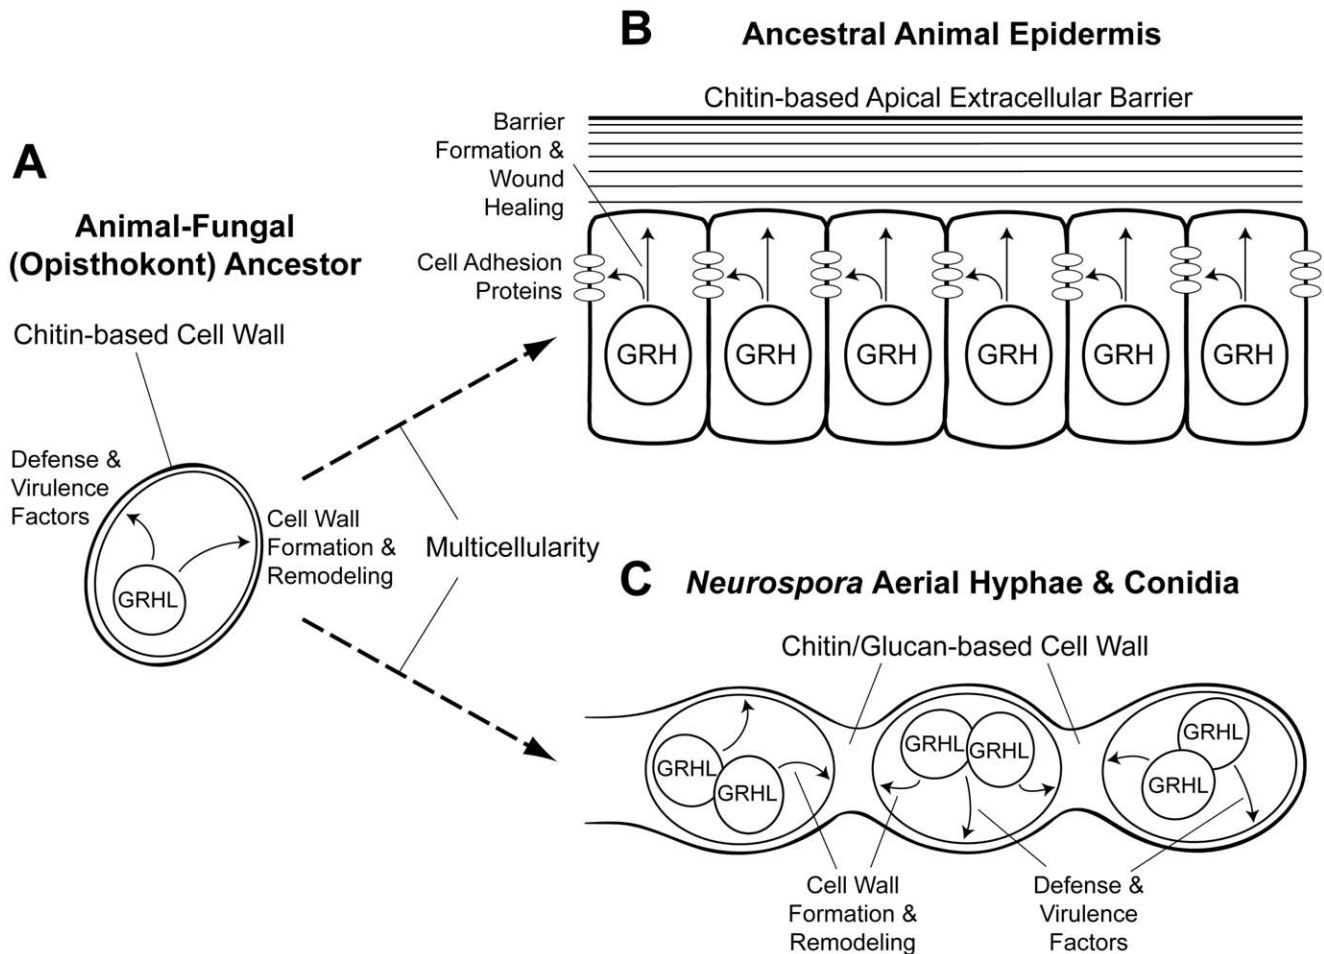 A
Animal-Fungal
(Opisthokont) Ancestor
Chitin-based Cell Wall
Defense &
Virulence
Factors
Cell Wall
Formation &
Remodeling
GRHL
Multicellularity
B
Ancestral Animal Epidermis
Chitin-based Apical Extracellular Barrier
Barrier
Formation &
Wound
Healing
Cell Adhesion
Proteins
GRH
GRH
GRH
GRH
GRH
GRH
C
Neurospora Aerial Hyphae & Conidia
Chitin/Glucan-based Cell Wall
GRHL
GRHL
GRHL
GRHL
GRHL
GRHL
Cell Wall
Formation &
Remodeling
Defense &
Virulence
Factors